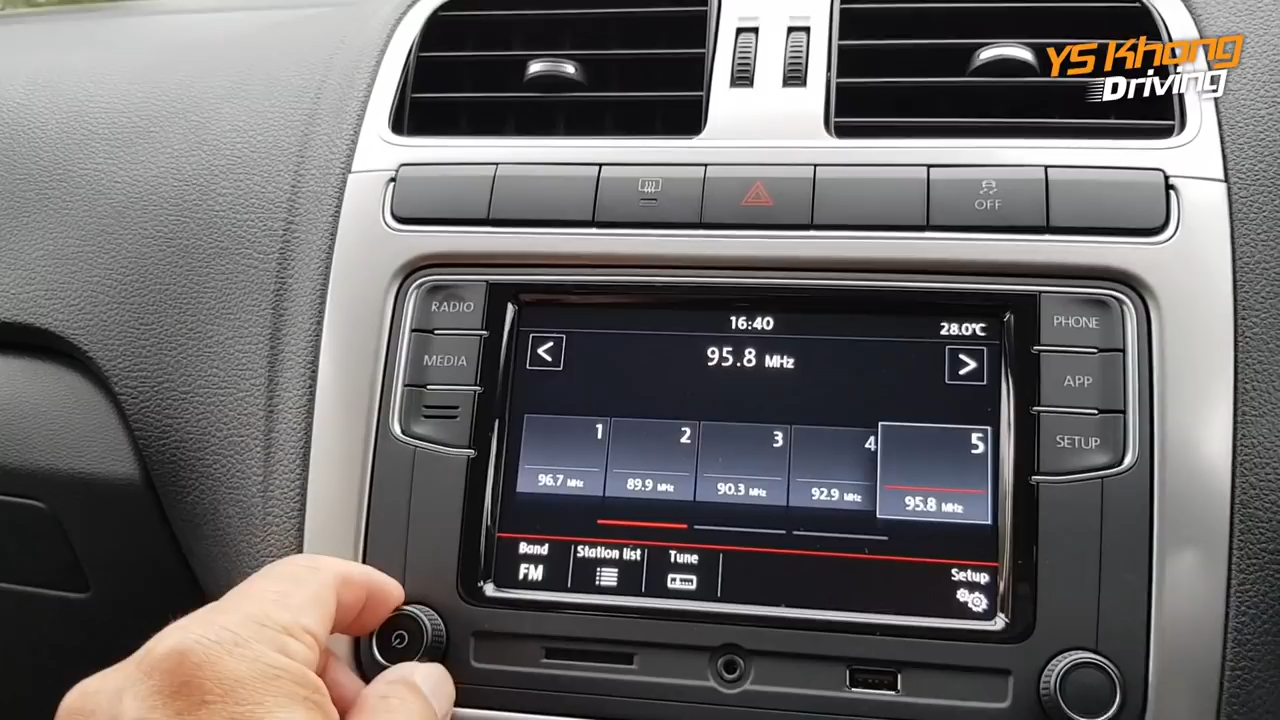 YS Khong
Driving
OFF
RADIO
MEDIA
PHONE
APP
SETUP
16:40
28.0°C
<
95.8 MHz
>
1
2
3
4
5
96.7 MHz
89.9 MHz
90.3 MHz
92.9 MHz
95.8 MHz
Band
FM
Station list
Tune
Setup